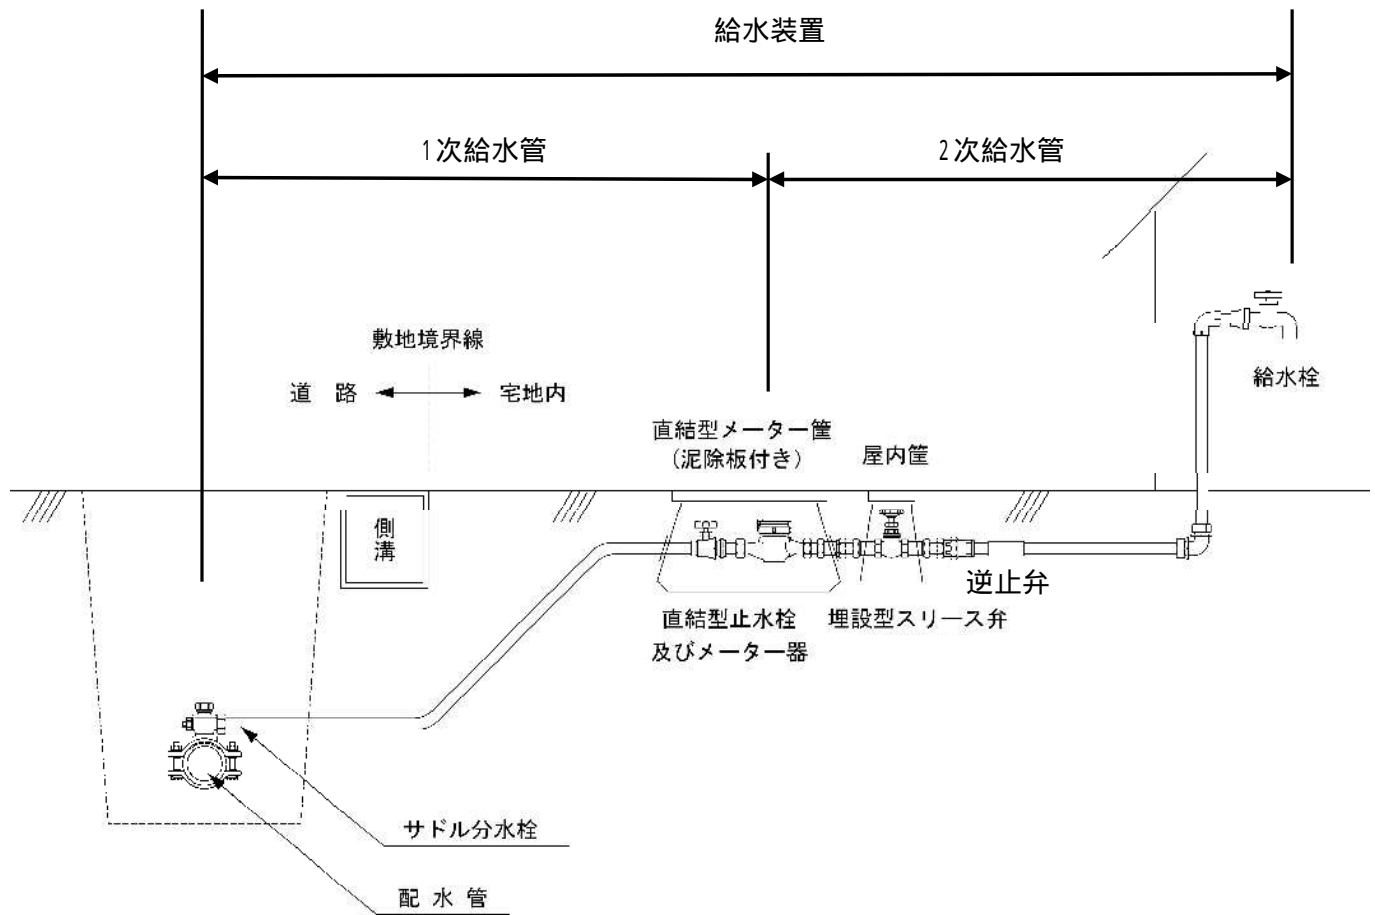 給水装置
1次給水管
2次給水管
敷地境界線
道 路
宅地内
給水栓
直結型メーター筐
(泥除板付き)
屋内筐
側溝
逆止弁
直結型止水栓
及びメーター器
埋設型スリース弁
サドル分水栓
配 水 管